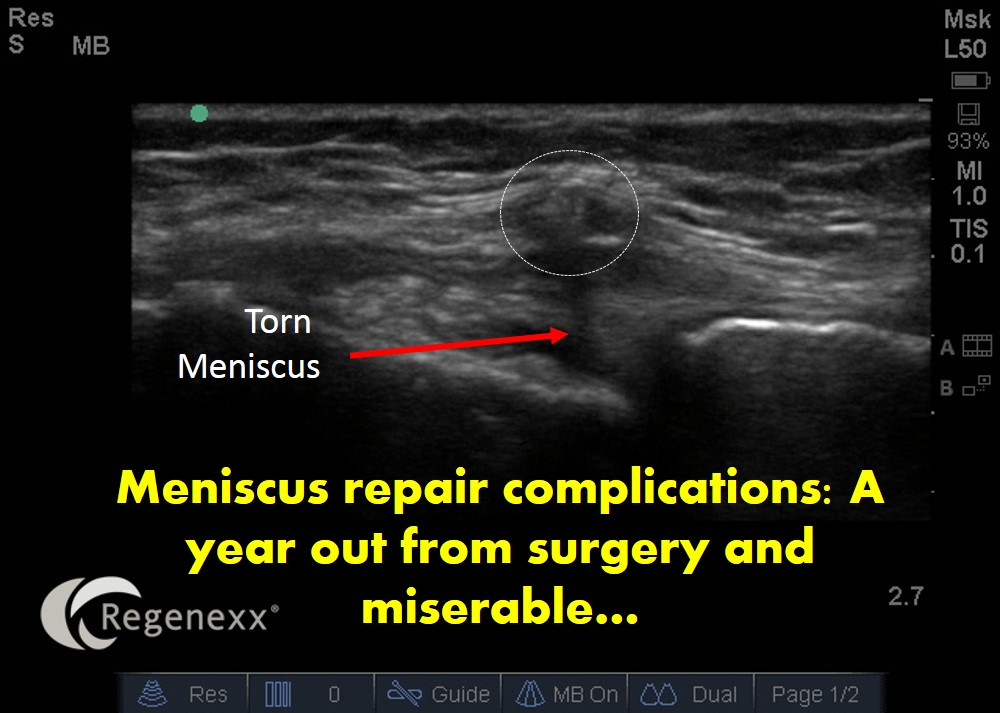 Res
S MB
Msk
L50
93%
MI
1.0
TIS
0.1
A
B
Torn
Meniscus
Meniscus repair complications: A
year out from surgery and
miserable...
Regenexx®
2.7
Res 0 Guide MB On Dual Page 1/2